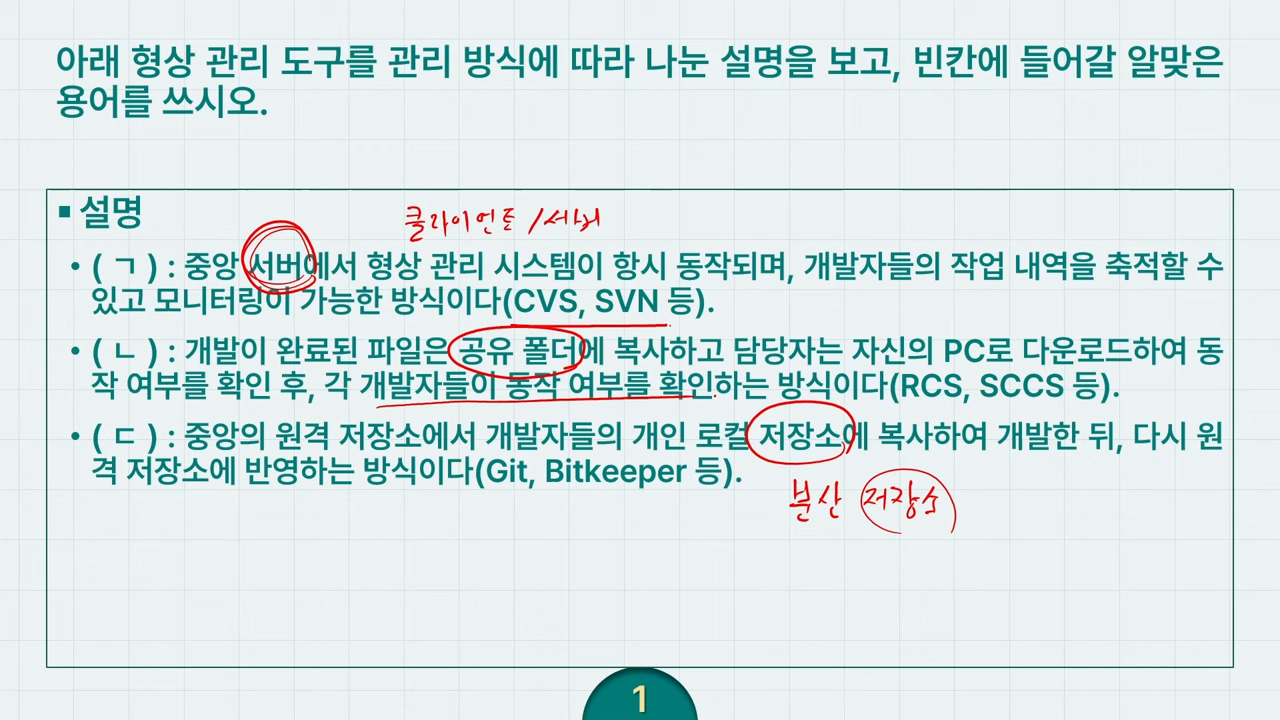 아래 형상 관리 도구를 관리 방식에 따라 나눈 설명을 보고, 빈칸에 들어갈 알맞은
용어를 쓰시오.
▪ 설명
클라이언트 / 서버
• ( ㄱ ) : 중앙 서버에서 형상 관리 시스템이 항시 동작되며, 개발자들의 작업 내역을 축적할 수
있고 모니터링이 가능한 방식이다(CVS, SVN 등).
• ( ㄴ ) : 개발이 완료된 파일은 공유 폴더에 복사하고 담당자는 자신의 PC로 다운로드하여 동
작 여부를 확인 후, 각 개발자들이 동작 여부를 확인하는 방식이다(RCS, SCCS 등).
• ( ㄷ ) : 중앙의 원격 저장소에서 개발자들의 개인 로컬 저장소에 복사하여 개발한 뒤, 다시 원
격 저장소에 반영하는 방식이다(Git, Bitkeeper 등).
분산 저장소
1